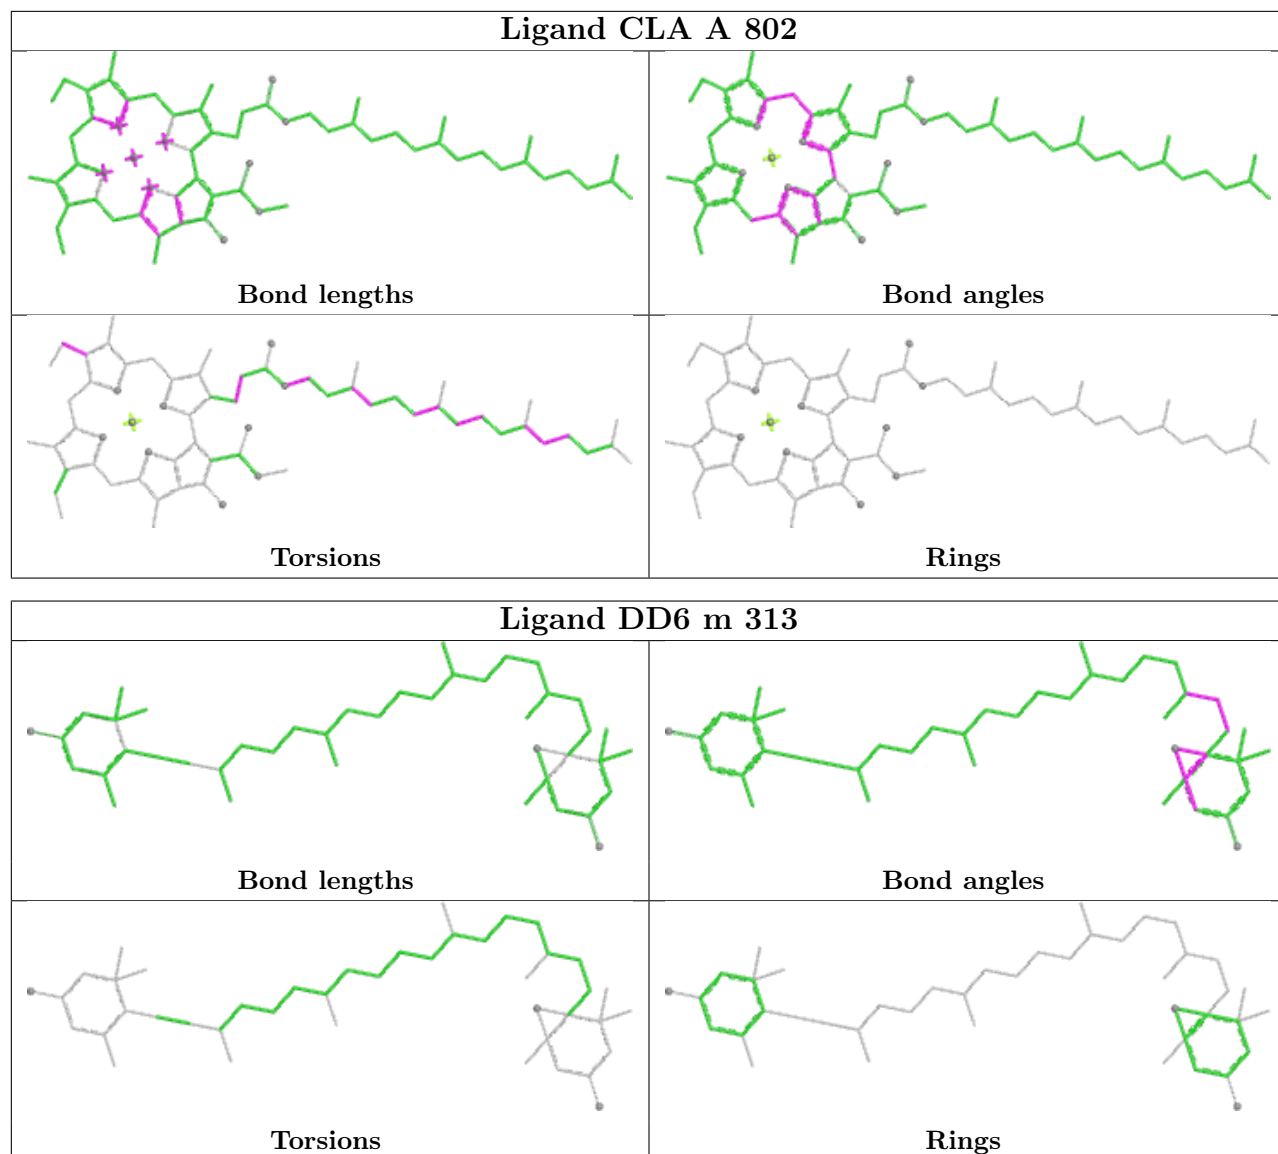 Ligand CLA A 802
Bond lengths
Bond angles
Torsions
Rings
Ligand DD6 m 313
Bond lengths
Bond angles
Torsions
Rings